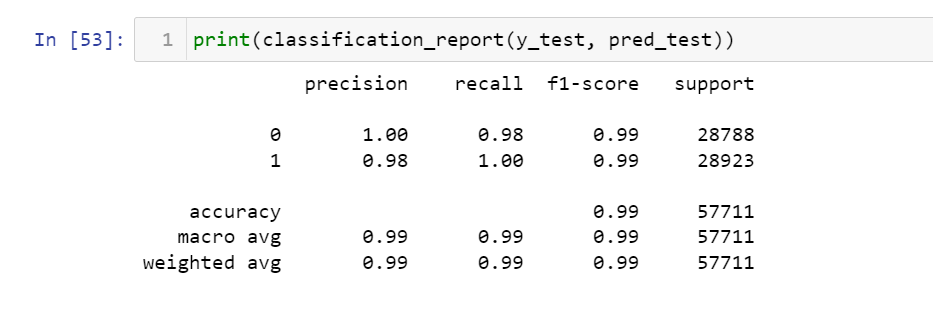 In [53]: 1 print(classification_report(y_test, pred_test))
precision recall f1-score support
0 1.00 0.98 0.99 28788
1 0.98 1.00 0.99 28923
accuracy 0.99 57711
macro avg 0.99 0.99 0.99 57711
weighted avg 0.99 0.99 0.99 57711